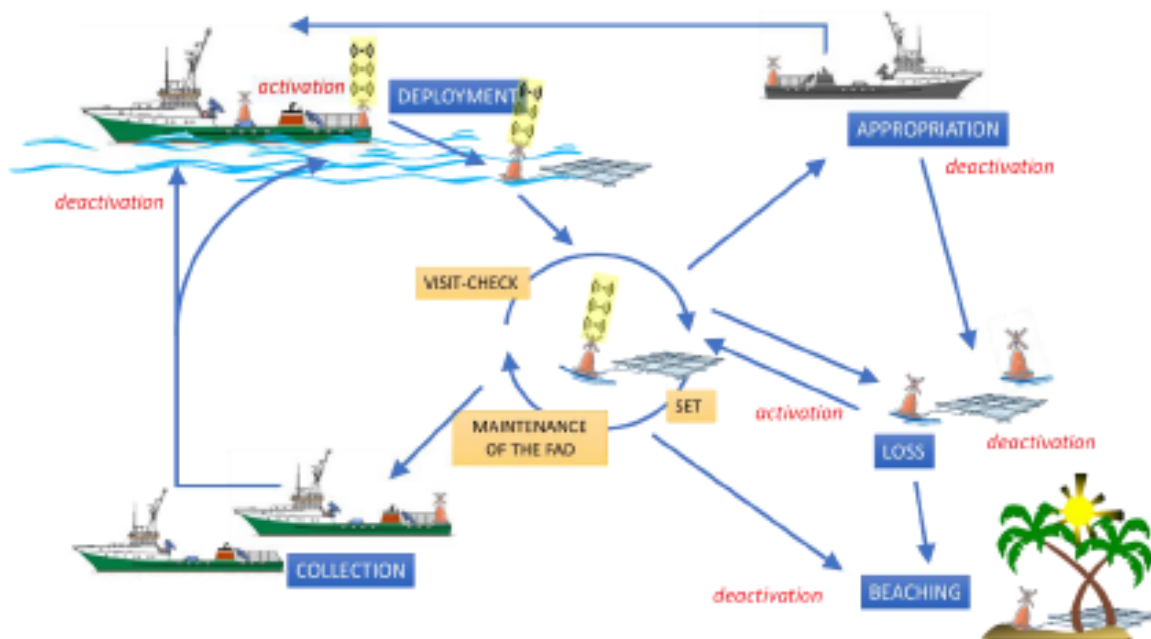 activation
DEPLOYMENT
APPROPRIATION
deactivation
deactivation
VISIT-CHECK
SET
activation
MAINTENANCE
OF THE FAD
deactivation
LOSS
COLLECTION
deactivation
BEACHING